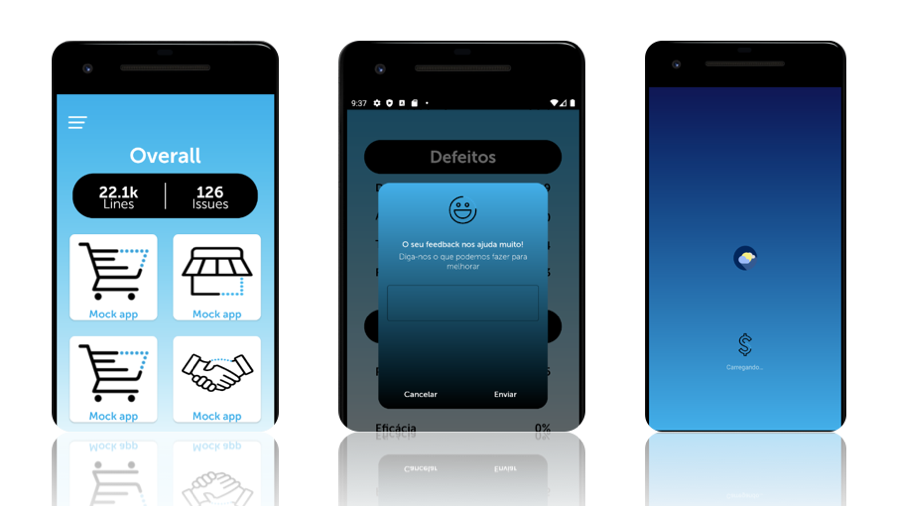 Overall
22.1k
Lines
126
Issues
Mock app
Mock app
Mock app
Mock app
9:37
Defeitos
O seu feedback nos ajuda muito!
Diga-nos o que podemos fazer para
melhorar
Cancelar
Enviar
Eficácia 0%
Carregando...